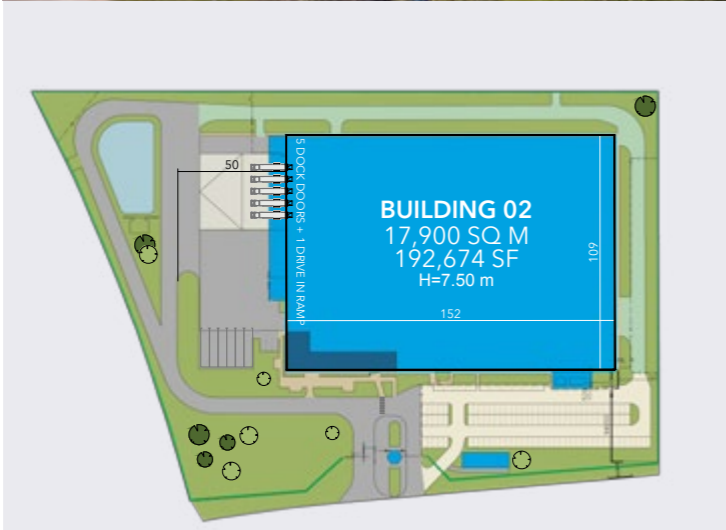 50
5 DOCK DOORS + 1 DRIVE IN RAMP
BUILDING 02
17,900 SQ M
192,674 SF
H=7.50 m
109
152